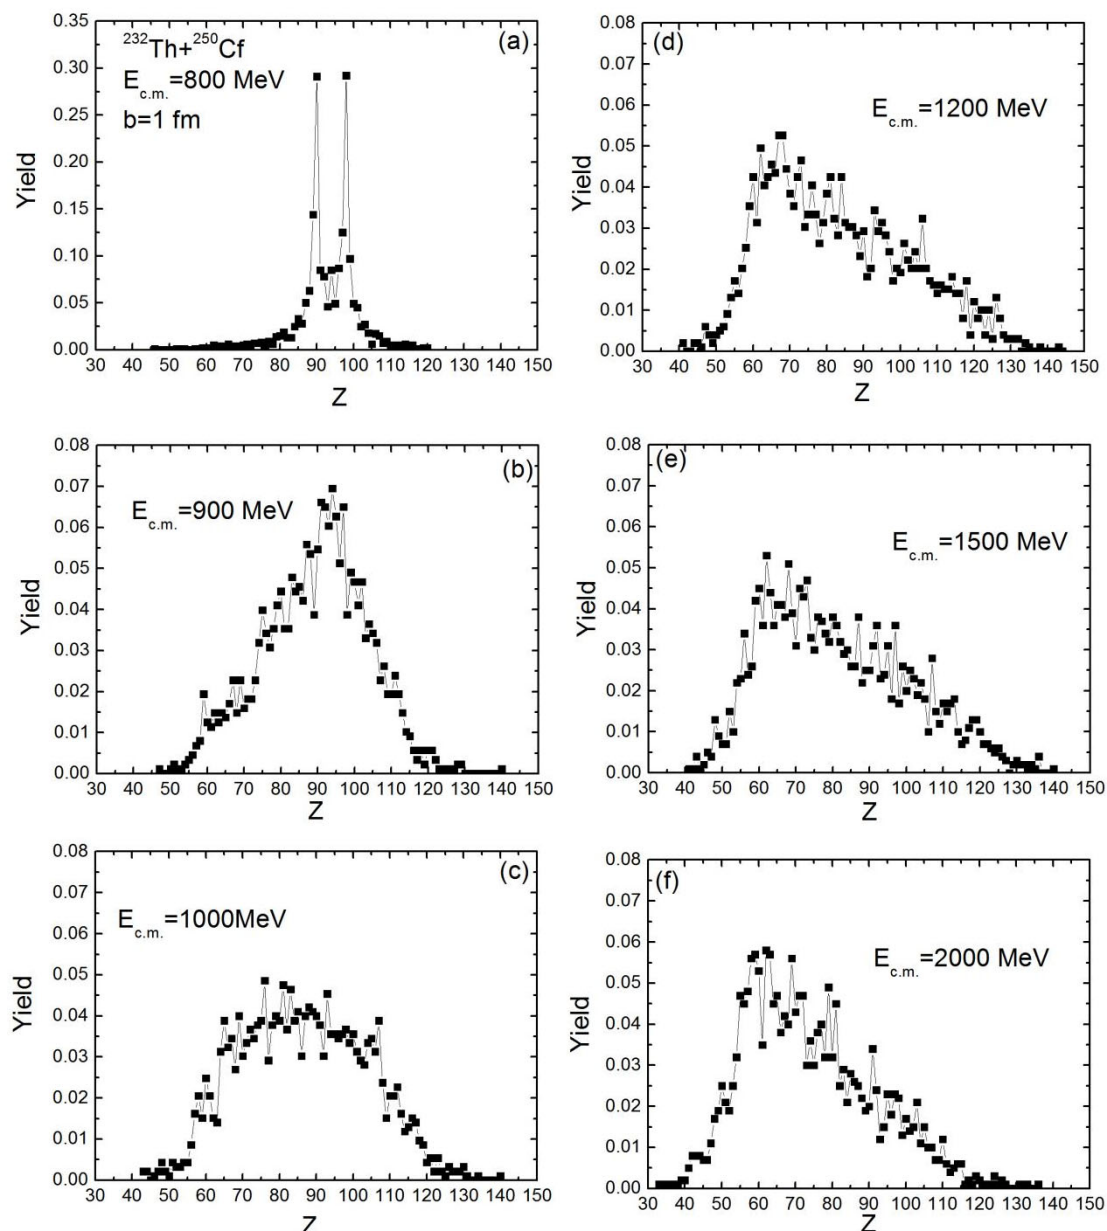 (a)
²³²Th+²⁵⁰Cf
E_c.m.=800 MeV
b=1 fm
Yield
0.35
0.30
0.25
0.20
0.15
0.10
0.05
0.00
30 40 50 60 70 80 90 100 110 120 130 140 150
Z
(b)
E_c.m.=900 MeV
Yield
0.08
0.07
0.06
0.05
0.04
0.03
0.02
0.01
0.00
30 40 50 60 70 80 90 100 110 120 130 140 150
Z
(c)
E_c.m.=1000MeV
Yield
0.08
0.07
0.06
0.05
0.04
0.03
0.02
0.01
0.00
30 40 50 60 70 80 90 100 110 120 130 140 150
Z
(d)
E_c.m.=1200 MeV
Yield
0.08
0.07
0.06
0.05
0.04
0.03
0.02
0.01
0.00
30 40 50 60 70 80 90 100 110 120 130 140 150
Z
(e)
E_c.m.=1500 MeV
Yield
0.08
0.07
0.06
0.05
0.04
0.03
0.02
0.01
0.00
30 40 50 60 70 80 90 100 110 120 130 140 150
Z
(f)
E_c.m.=2000 MeV
Yield
0.08
0.07
0.06
0.05
0.04
0.03
0.02
0.01
0.00
30 40 50 60 70 80 90 100 110 120 130 140 150
Z